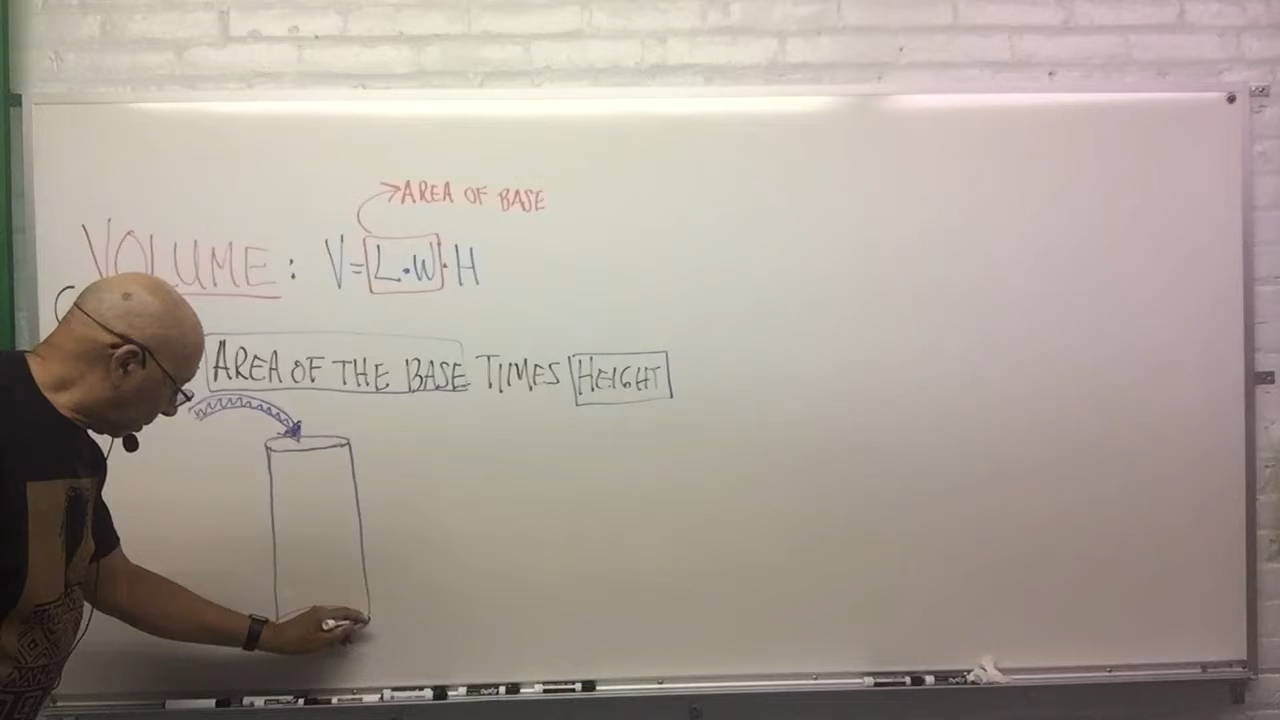 AREA OF BASE
VOLUME: V=L·W·H
AREA OF THE BASE TIMES HEIGHT